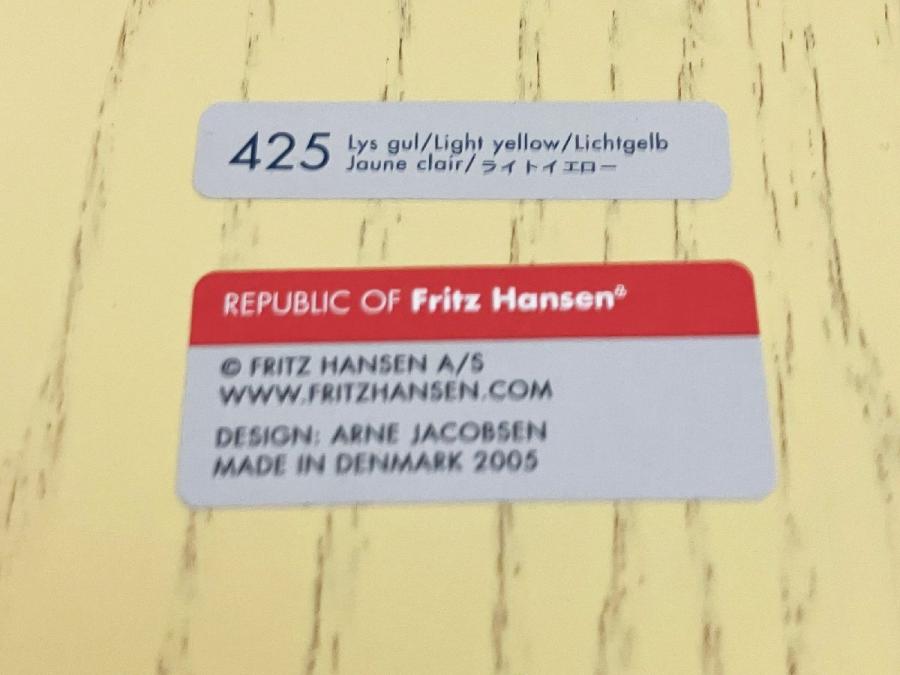 425 Lys gul/Light yellow/Lichtgelb
Jaune clair/ライトイエロー
REPUBLIC OF Fritz Hansen®
© FRITZ HANSEN A/S
WWW.FRITZHANSEN.COM
DESIGN: ARNE JACOBSEN
MADE IN DENMARK 2005